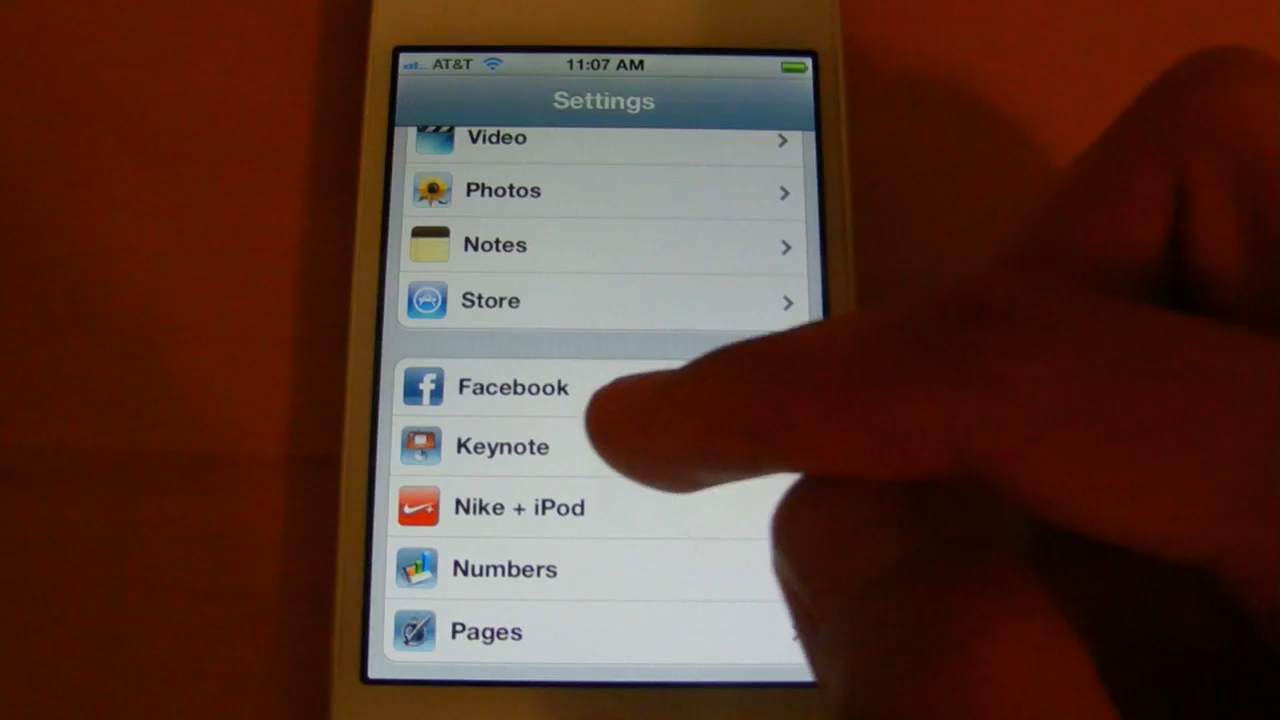 AT&T 11:07 AM
Settings
Video
Photos
Notes
Store
Facebook
Keynote
Nike + iPod
Numbers
Pages